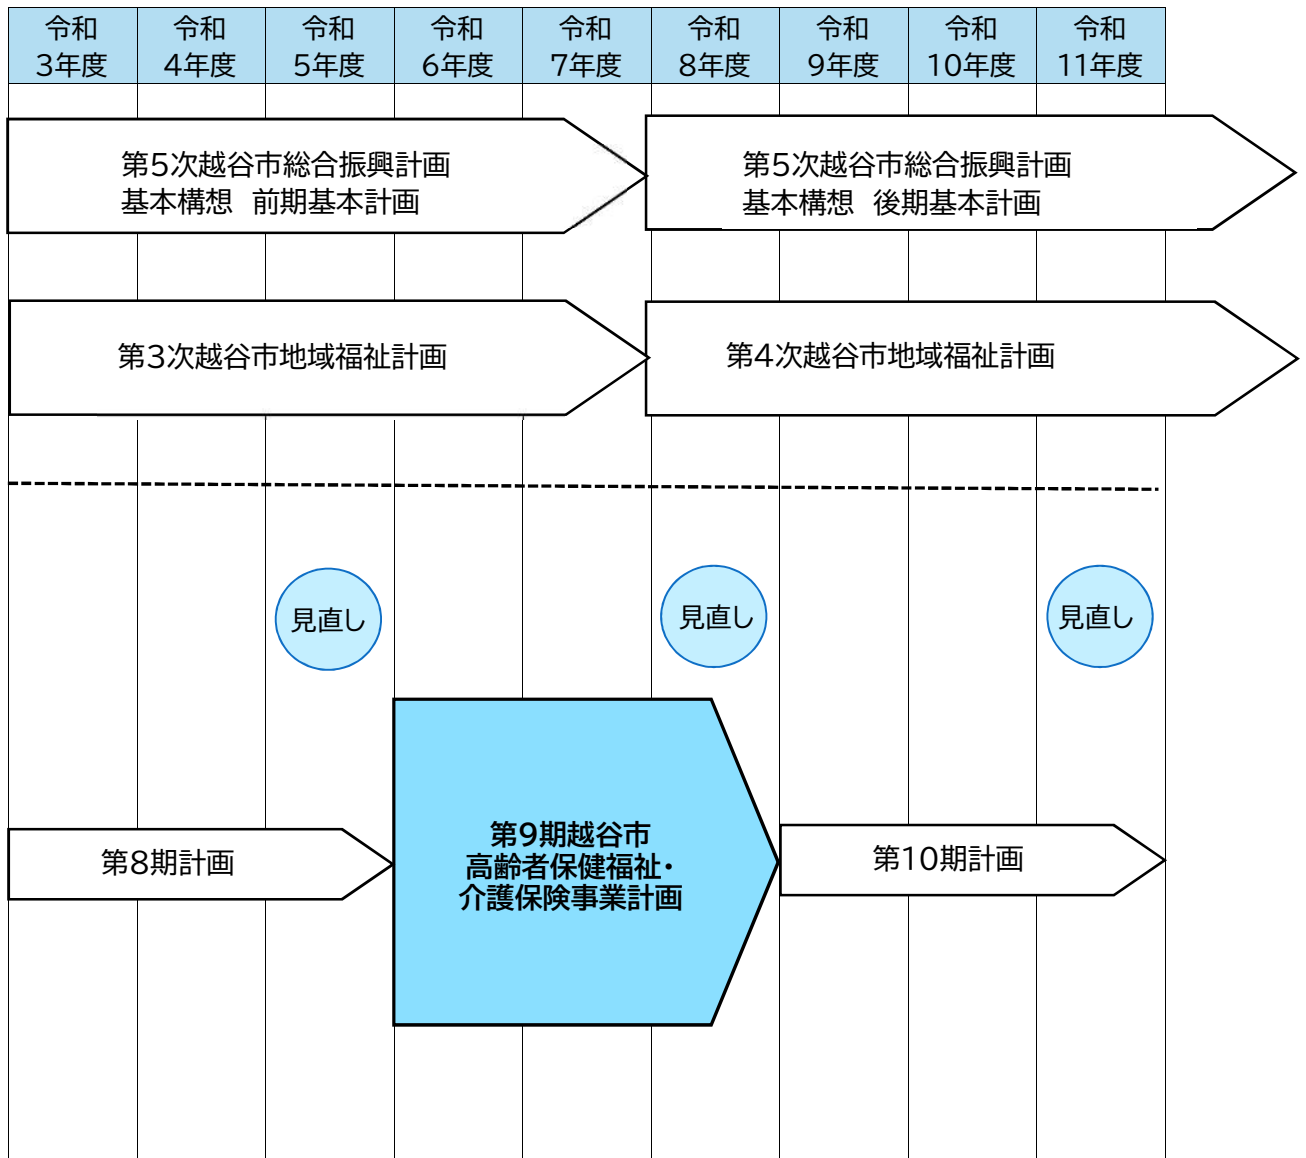 令和
3年度
令和
4年度
令和
5年度
令和
6年度
令和
7年度
令和
8年度
令和
9年度
令和
10年度
令和
11年度
第5次越谷市総合振興計画
基本構想 前期基本計画
第5次越谷市総合振興計画
基本構想 後期基本計画
第3次越谷市地域福祉計画
第4次越谷市地域福祉計画
見直し
見直し
見直し
第8期計画
第9期越谷市
高齢者保健福祉・
介護保険事業計画
第10期計画